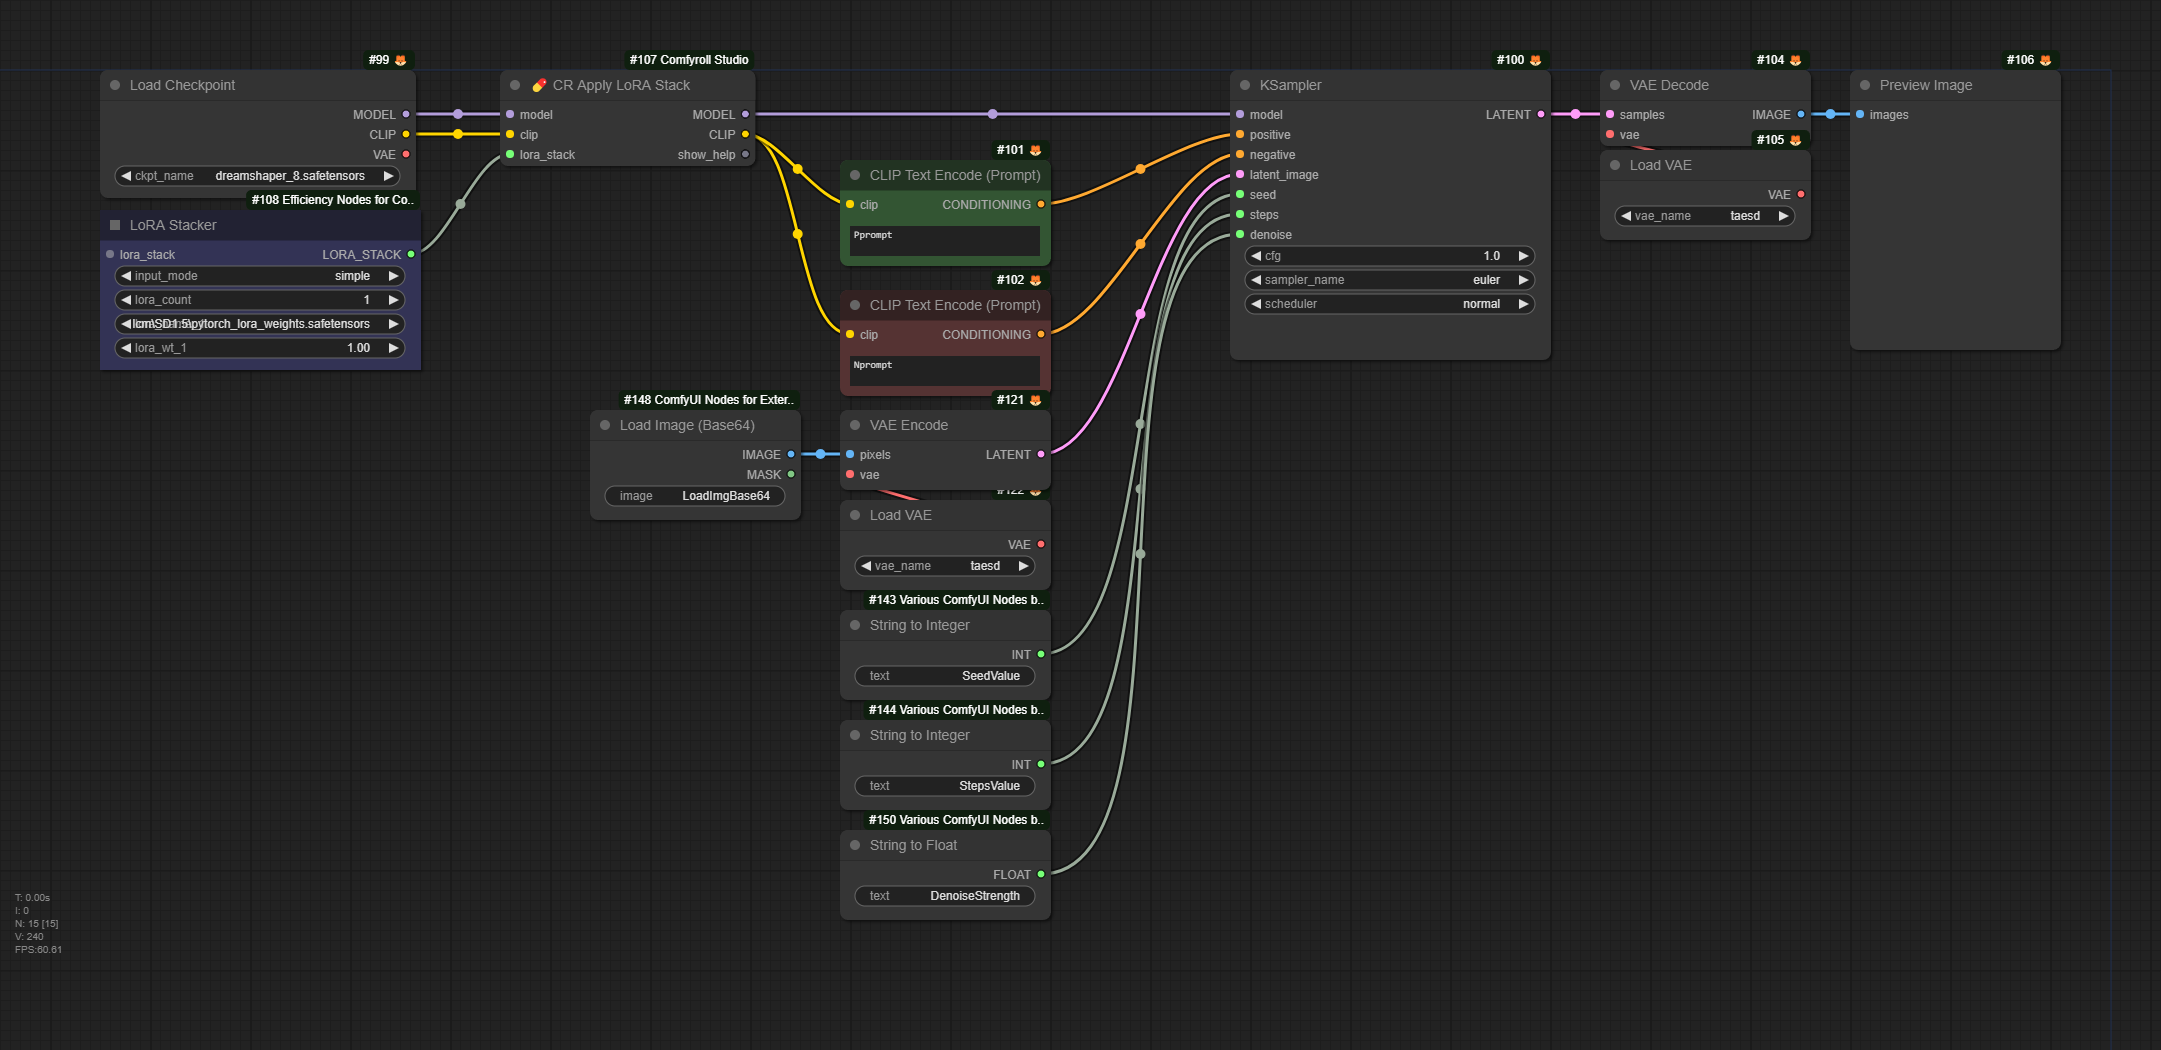 #99
Load Checkpoint
MODEL
CLIP
VAE
ckpt_name dreamshaper_8.safetensors
#108 Efficiency Nodes for Co..
LoRA Stacker
lora_stack LORA_STACK
input_mode simple
lora_count 1
lcm\SD1.5\pytorch_lora_weights.safetensors
lora_wt_1 1.00
#107 Comfyroll Studio
CR Apply LoRA Stack
model MODEL
clip CLIP
lora_stack show_help
#101
CLIP Text Encode (Prompt)
clip CONDITIONING
Pprompt
#102
CLIP Text Encode (Prompt)
clip CONDITIONING
Nprompt
#148 ComfyUI Nodes for Exter..
Load Image (Base64)
IMAGE
MASK
image LoadImgBase64
#121
VAE Encode
pixels LATENT
vae
#122
Load VAE
VAE
vae_name taesd
#143 Various ComfyUI Nodes b..
String to Integer
INT
text SeedValue
#144 Various ComfyUI Nodes b..
String to Integer
INT
text StepsValue
#150 Various ComfyUI Nodes b..
String to Float
FLOAT
text DenoiseStrength
#100
KSampler
model LATENT
positive
negative
latent_image
seed
steps
denoise
cfg 1.0
sampler_name euler
scheduler normal
#104
VAE Decode
samples IMAGE
vae
#105
Load VAE
VAE
vae_name taesd
#106
Preview Image
images
T: 0.00s
I: 0
N: 15 [15]
V: 240
FPS:60.61